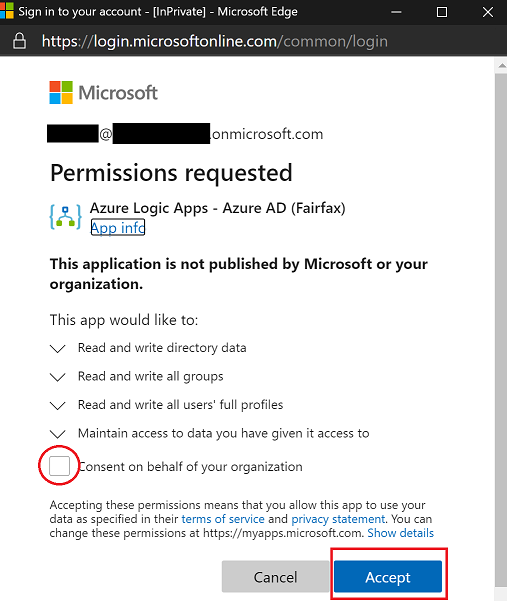 Sign in to your account - [InPrivate] - Microsoft Edge
https://login.microsoftonline.com/common/login
Microsoft
@ .onmicrosoft.com
Permissions requested
Azure Logic Apps - Azure AD (Fairfax)
App info
This application is not published by Microsoft or your
organization.
This app would like to:
Read and write directory data
Read and write all groups
Read and write all users' full profiles
Maintain access to data you have given it access to
Consent on behalf of your organization
Accepting these permissions means that you allow this app to use your
data as specified in their terms of service and privacy statement. You can
change these permissions at https://myapps.microsoft.com. Show details
Cancel
Accept